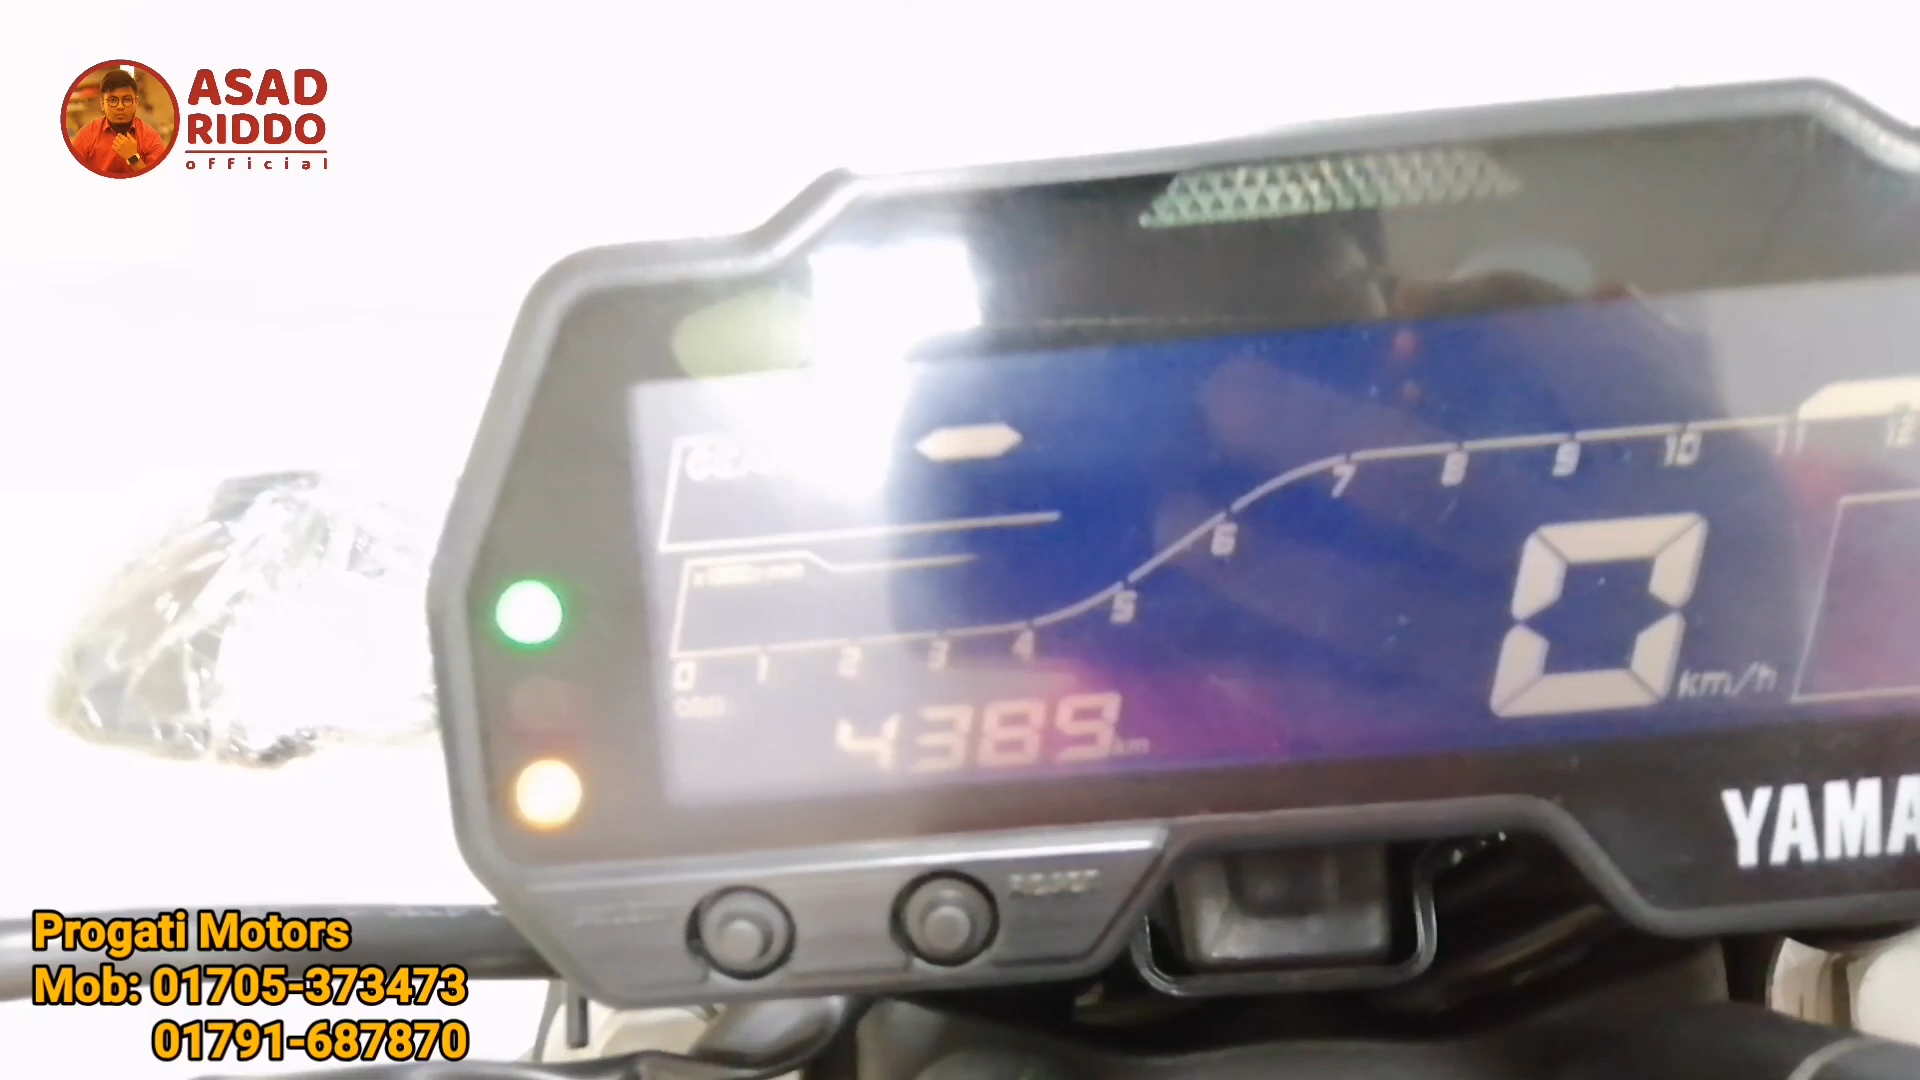 ASAD
RIDDO
official
7 8 9 10 11 12
6
5
0 1 2 3 4
0 km/h
4389 km
YAMA
Progati Motors
Mob: 01705-373473
01791-687870